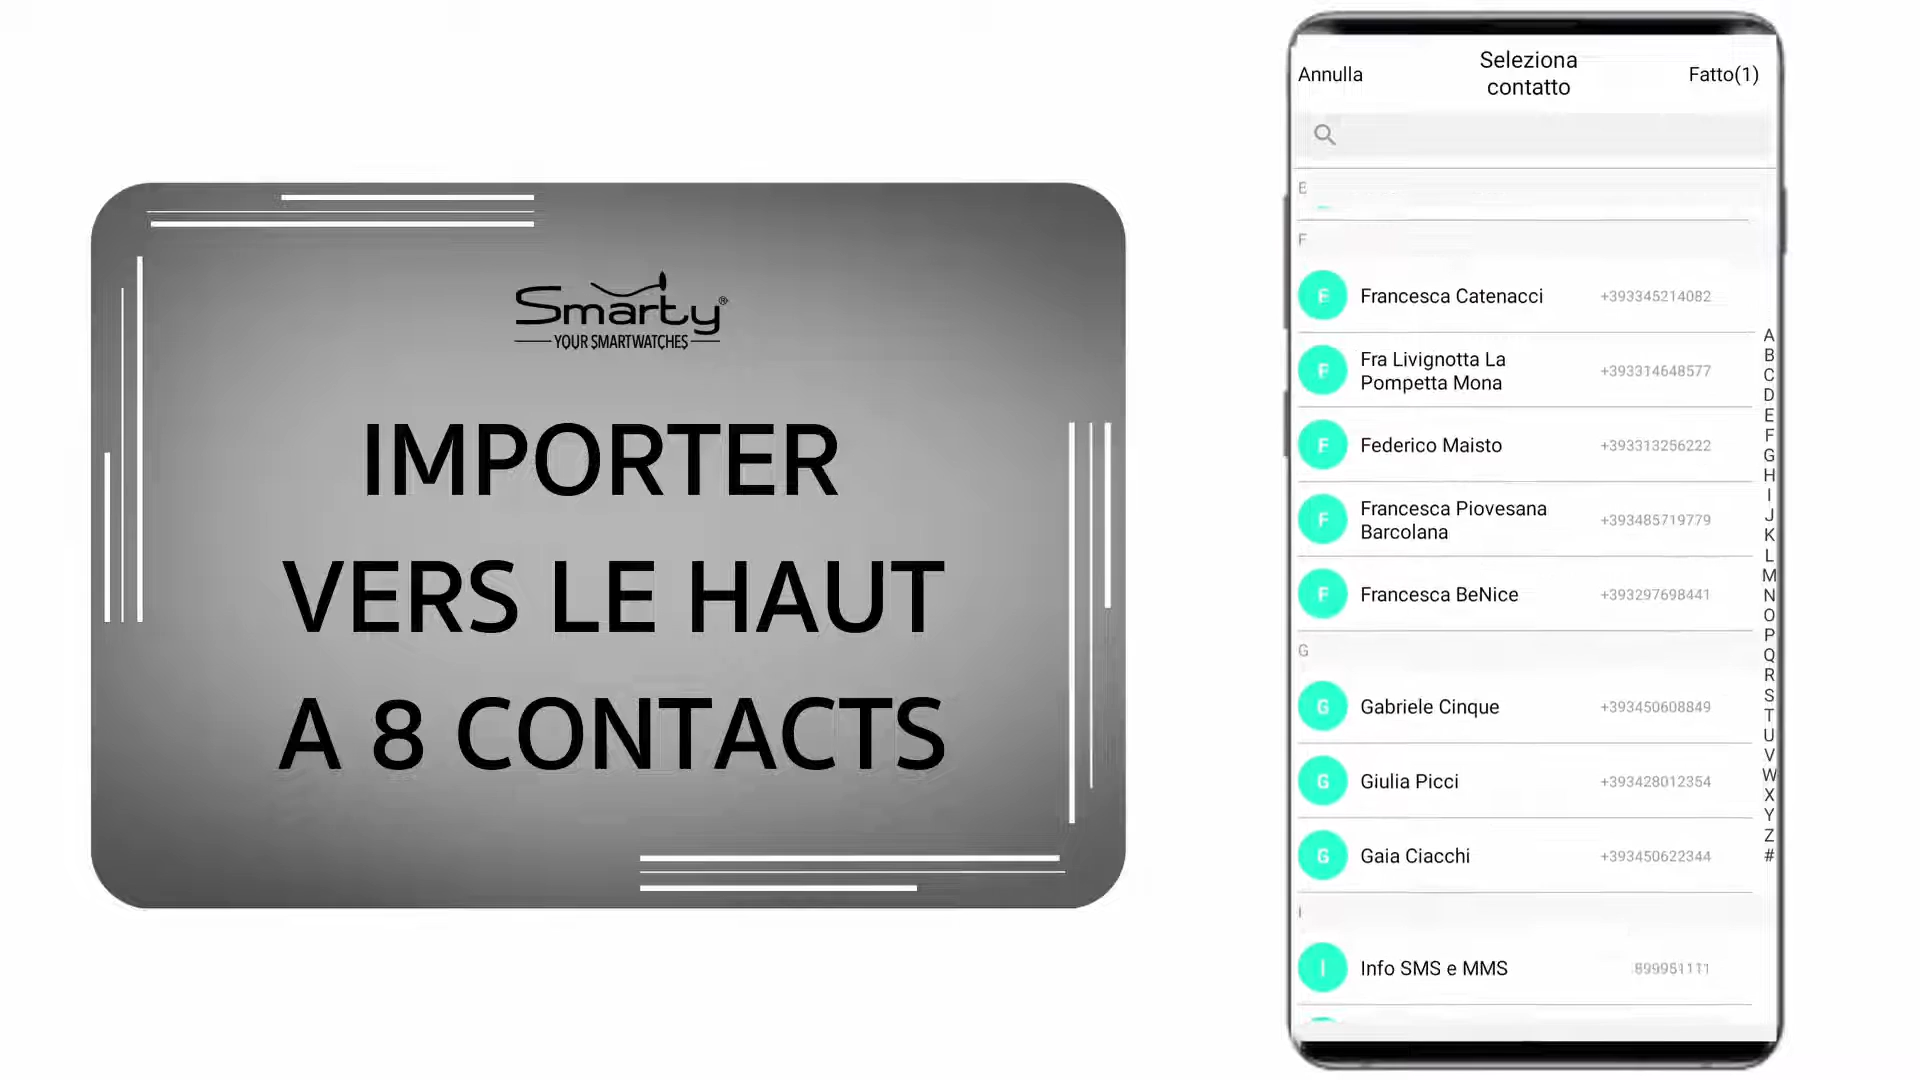 Smarty®
YOUR SMARTWATCHES
IMPORTER
VERS LE HAUT
A 8 CONTACTS
Annulla
Seleziona
contatto
Fatto(1)
E
F
Francesca Catenacci
+393345214082
F
Fra Livignotta La
Pompetta Mona
+393314648577
F
Federico Maisto
+393313256222
F
Francesca Piovesana
Barcolana
+393485719779
F
Francesca BeNice
+393297698441
G
G
Gabriele Cinque
+393450608849
G
Giulia Picci
+393428012354
G
Gaia Ciacchi
+393450622344
I
I
Info SMS e MMS
899951111
A
B
C
D
E
F
G
H
I
J
K
L
M
N
O
P
Q
R
S
T
U
V
W
X
Y
Z
#